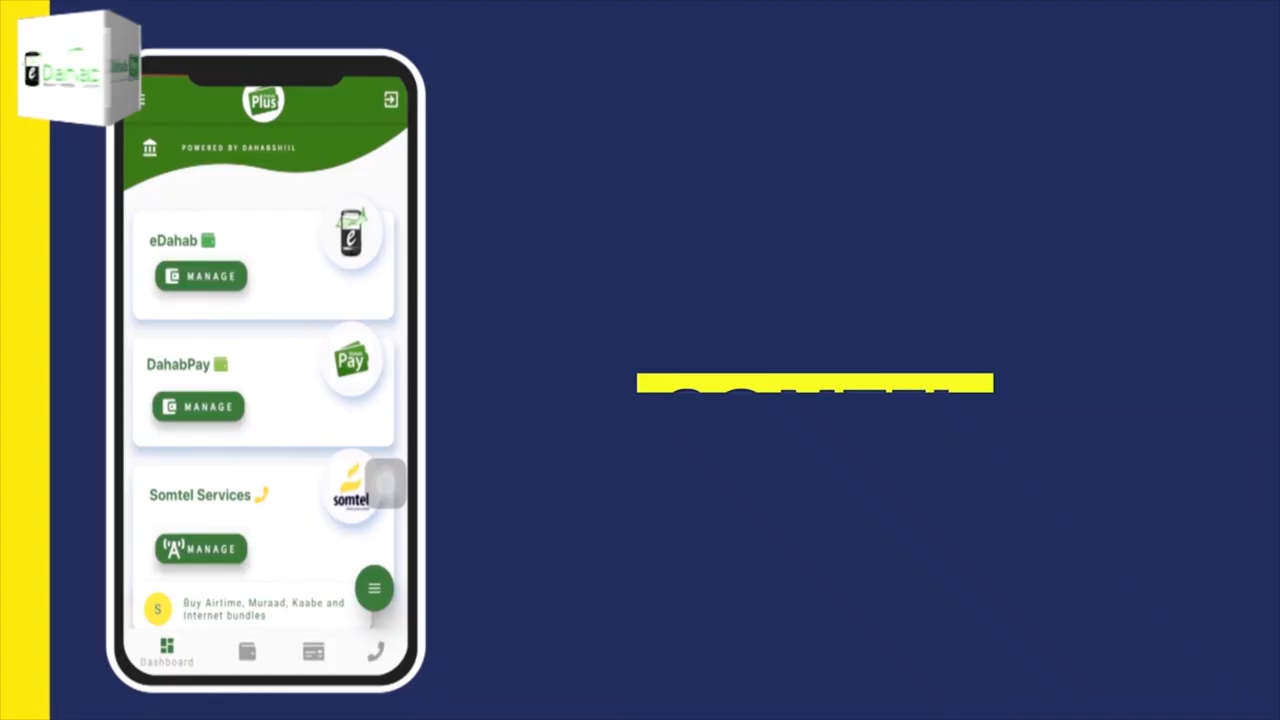 e Dahab
Plus
POWERED BY DAHABSHIIL
e
eDahab
MANAGE
Pay
DahabPay
MANAGE
somtel
Somtel Services
MANAGE
S
Buy Airtime, Muraad, Kaabe and
Internet bundles
Dashboard